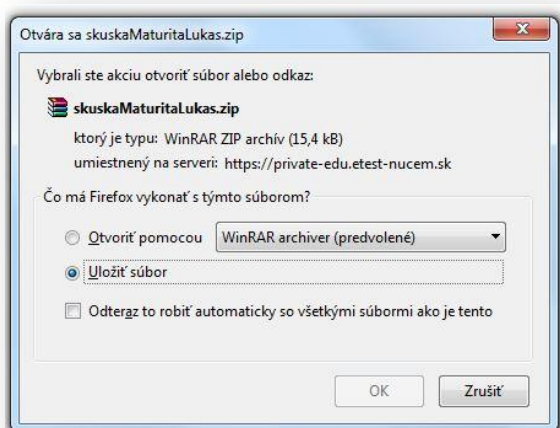 Otvára sa skuskaMaturitaLukas.zip
Vybrali ste akciu otvoriť súbor alebo odkaz:
skuskaMaturitaLukas.zip
ktorý je typu: WinRAR ZIP archív (15,4 kB)
umiestnený na serveri: https://private-edu.etest-nucem.sk
Čo má Firefox vykonať s týmto súborom?
Otvoriť pomocou WinRAR archiver (predvolené)
Uložiť súbor
Odteraz to robiť automaticky so všetkými súbormi ako je tento
OK Zrušiť